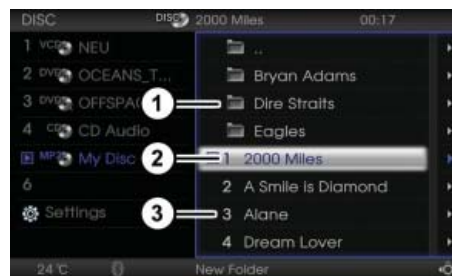 DISC DISC 2000 Miles 00:17
1 VCD NEU
2 DVD OCEANS_T...
3 DVD OFFSPA
4 CD CD Audio
MP3 My Disc
6
Settings
..
Bryan Adams
1 Dire Straits
Eagles
2 1 2000 Miles
2 A Smile is Diamond
3 3 Alane
4 Dream Lover
24°C 0 New Folder